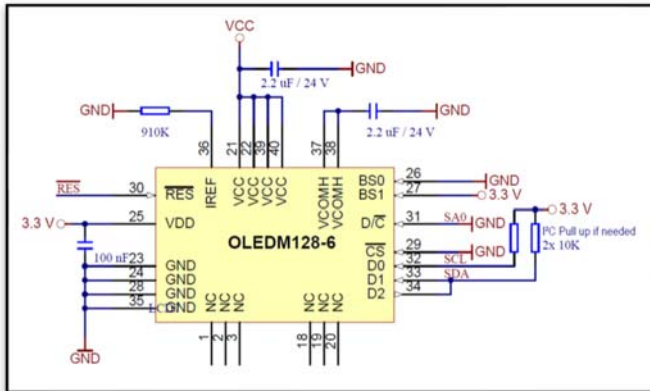 VCC
GND
2.2 uF / 24 V
GND
910K
GND
2.2 uF / 24 V
36
21
22
39
40
37
38
IREF
VCC
VCC
VCC
VCC
VCOMH
VCOMH
RES
30
RES
3.3 V
25
VDD
100 nF
23
GND
24
GND
28
GND
35
GND
OLEDM128-6
BS0
26
GND
BS1
27
3.3 V
D/C
31
SA0
GND
3.3 V
I²C Pull up if needed
2x 10K
CS
29
GND
D0
32
SCL
D1
33
SDA
D2
34
NC
NC
NC
NC
NC
NC
1
2
3
18
19
20
GND